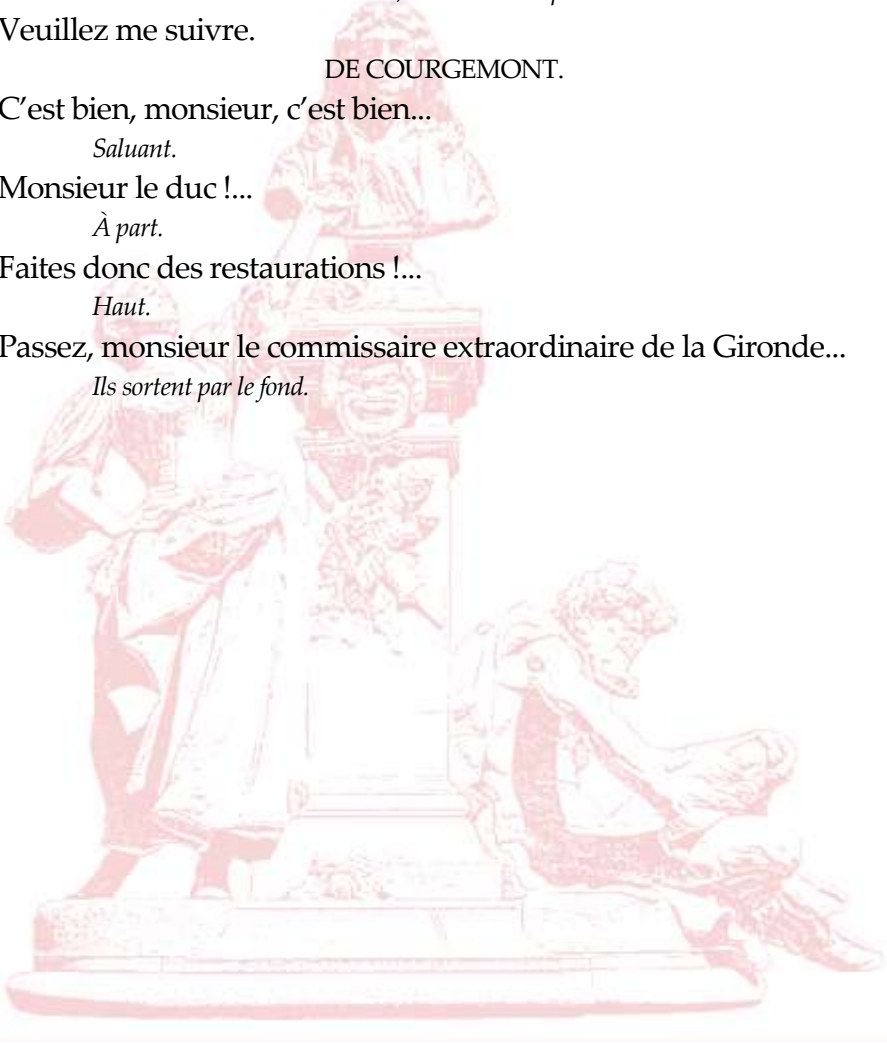 Veuillez me suivre.
DE COURGEMONT.
C’est bien, monsieur, c’est bien...
Saluant.
Monsieur le duc !...
À part.
Faites donc des restaurations !...
Haut.
Passez, monsieur le commissaire extraordinaire de la Gironde...
Ils sortent par le fond.